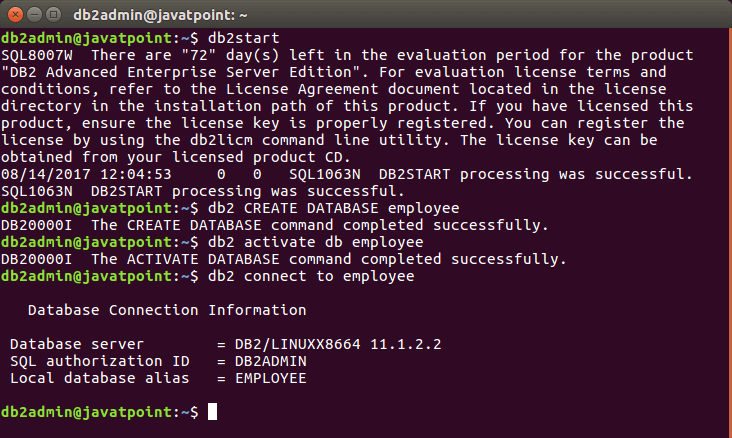 db2admin@javatpoint: ~
db2admin@javatpoint:~$ db2start
SQL8007W  There are "72" day(s) left in the evaluation period for the product
"DB2 Advanced Enterprise Server Edition". For evaluation license terms and
conditions, refer to the License Agreement document located in the license
directory in the installation path of this product. If you have licensed this
product, ensure the license key is properly registered. You can register the
license by using the db2licm command line utility. The license key can be
obtained from your licensed product CD.
08/14/2017 12:04:53     0   0   SQL1063N  DB2START processing was successful.
SQL1063N  DB2START processing was successful.
db2admin@javatpoint:~$ db2 CREATE DATABASE employee
DB20000I  The CREATE DATABASE command completed successfully.
db2admin@javatpoint:~$ db2 activate db employee
DB20000I  The ACTIVATE DATABASE command completed successfully.
db2admin@javatpoint:~$ db2 connect to employee
   Database Connection Information
 Database server        = DB2/LINUXX8664 11.1.2.2
 SQL authorization ID   = DB2ADMIN
 Local database alias   = EMPLOYEE
db2admin@javatpoint:~$